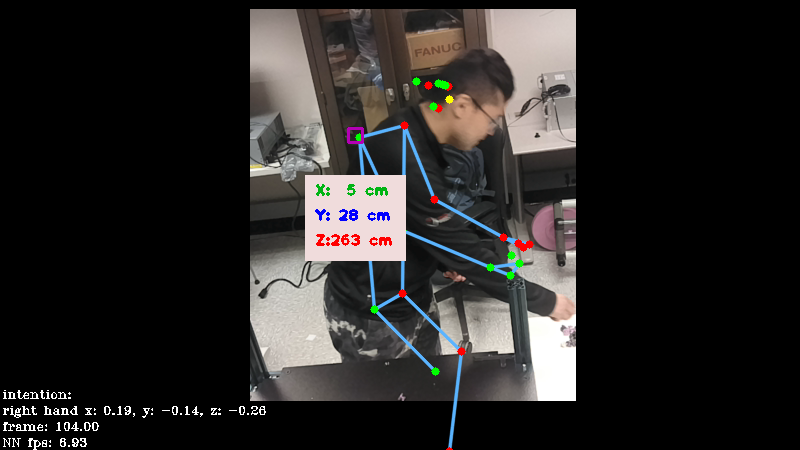 FANUC
X: 5 cm
Y: 28 cm
Z:263 cm
intention:
right hand x: 0.19, y: -0.14, z: -0.26
frame: 104.00
NN fps: 6.93